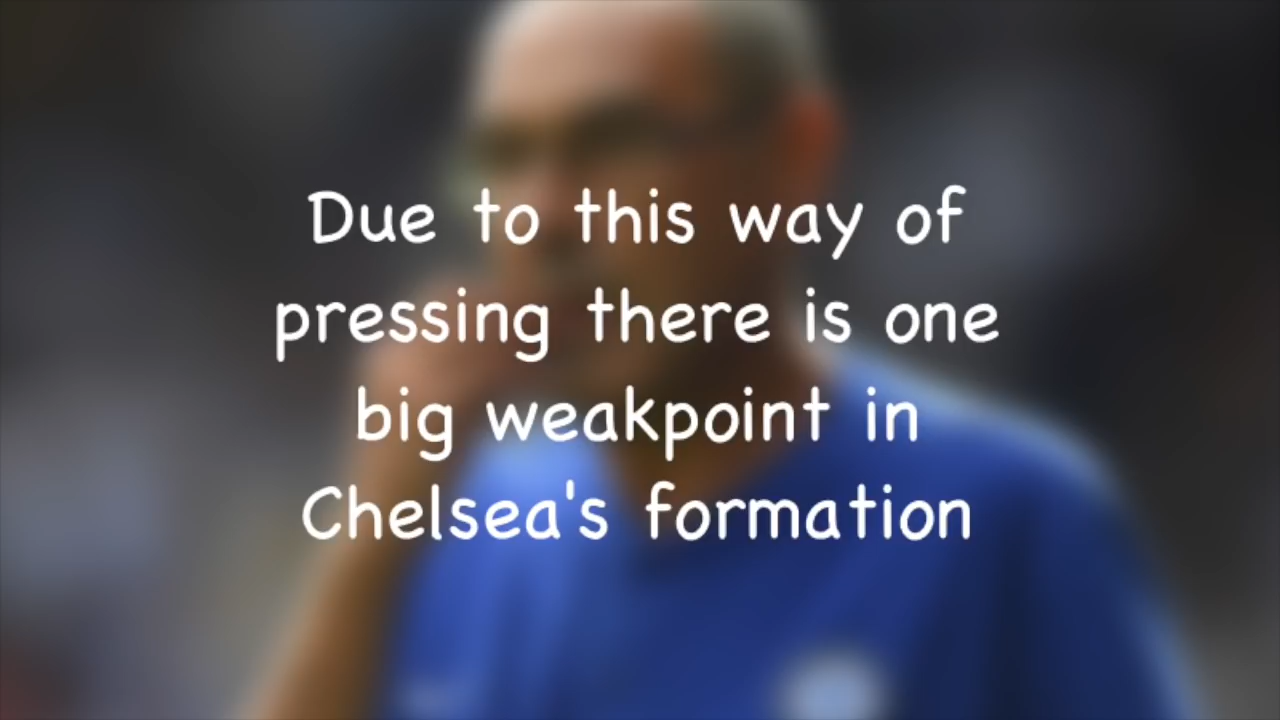 Due to this way of
pressing there is one
big weakpoint in
Chelsea's formation